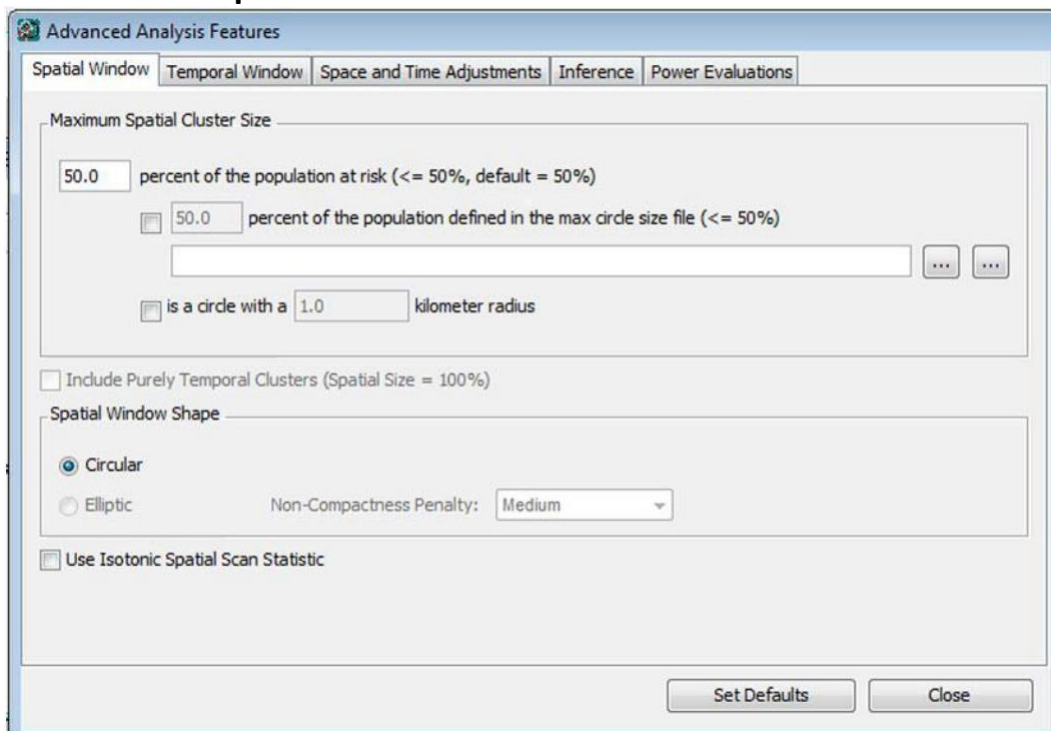 Advanced Analysis Features
Spatial Window Temporal Window Space and Time Adjustments Inference Power Evaluations
Maximum Spatial Cluster Size
50.0 percent of the population at risk (<= 50%, default = 50%)
50.0 percent of the population defined in the max circle size file (<= 50%)
... ...
is a circle with a 1.0 kilometer radius
Include Purely Temporal Clusters (Spatial Size = 100%)
Spatial Window Shape
Circular
Elliptic Non-Compactness Penalty: Medium
Use Isotonic Spatial Scan Statistic
Set Defaults Close